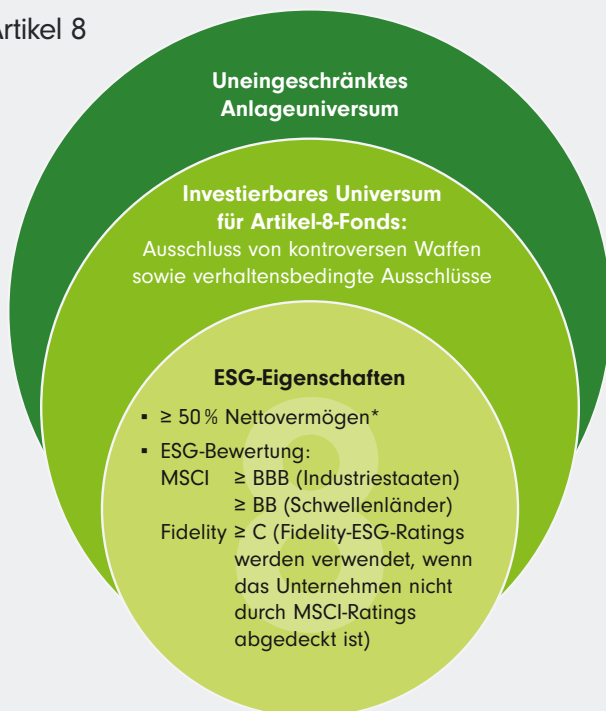 Artikel 8
Uneingeschränktes
Anlageuniversum
Investierbares Universum
für Artikel-8-Fonds:
Ausschluss von kontroversen Waffen
sowie verhaltensbedingte Ausschlüsse
8
ESG-Eigenschaften
▪ ≥ 50 % Nettovermögen*
▪ ESG-Bewertung:
MSCI ≥ BBB (Industriestaaten)
≥ BB (Schwellenländer)
Fidelity ≥ C (Fidelity-ESG-Ratings
werden verwendet, wenn
das Unternehmen nicht
durch MSCI-Ratings
abgedeckt ist)